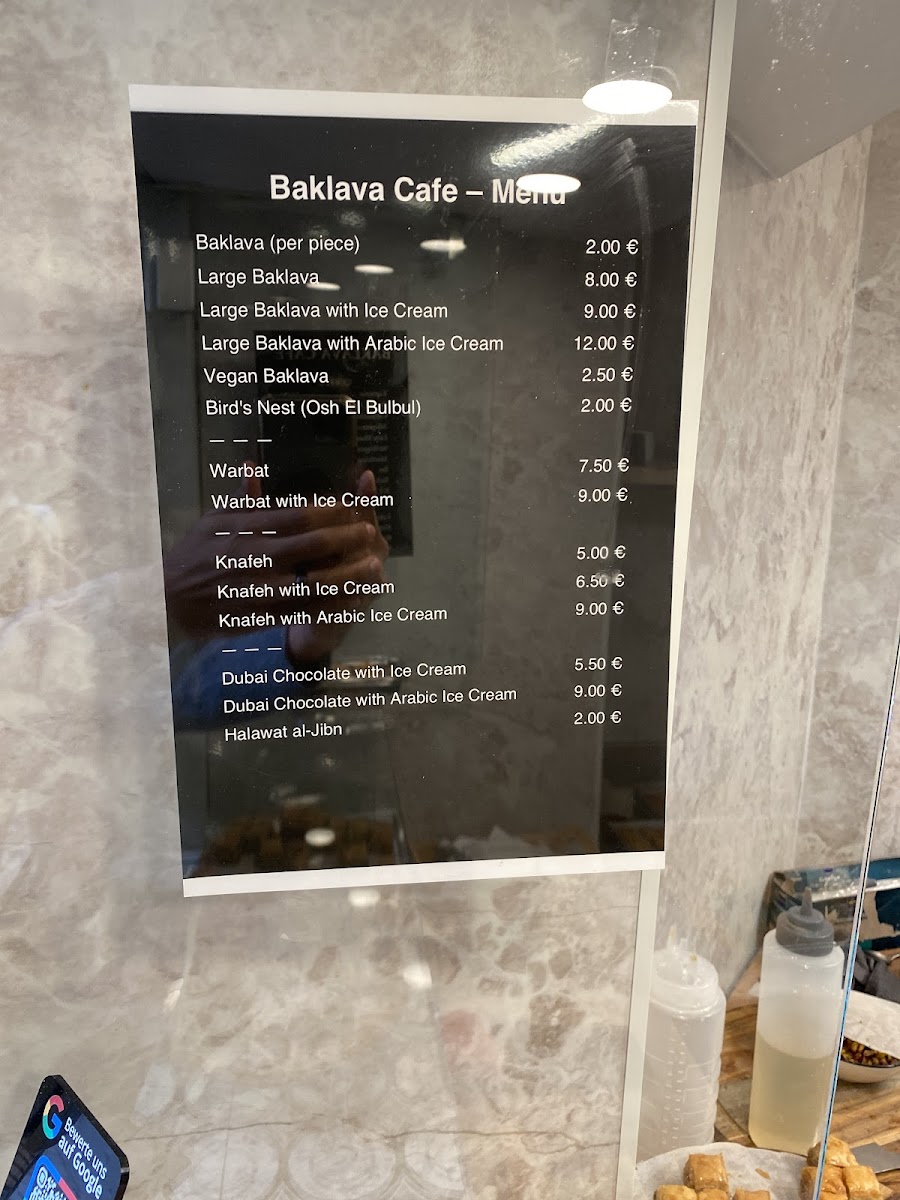 Baklava Cafe – Menu
Baklava (per piece) 2.00 €
Large Baklava 8.00 €
Large Baklava with Ice Cream 9.00 €
Large Baklava with Arabic Ice Cream 12.00 €
Vegan Baklava 2.50 €
Bird's Nest (Osh El Bulbul) 2.00 €
— — —
Warbat 7.50 €
Warbat with Ice Cream 9.00 €
— — —
Knafeh 5.00 €
Knafeh with Ice Cream 6.50 €
Knafeh with Arabic Ice Cream 9.00 €
— — —
Dubai Chocolate with Ice Cream 5.50 €
Dubai Chocolate with Arabic Ice Cream 9.00 €
Halawat al-Jibn 2.00 €
G
Bewerte uns
auf Google